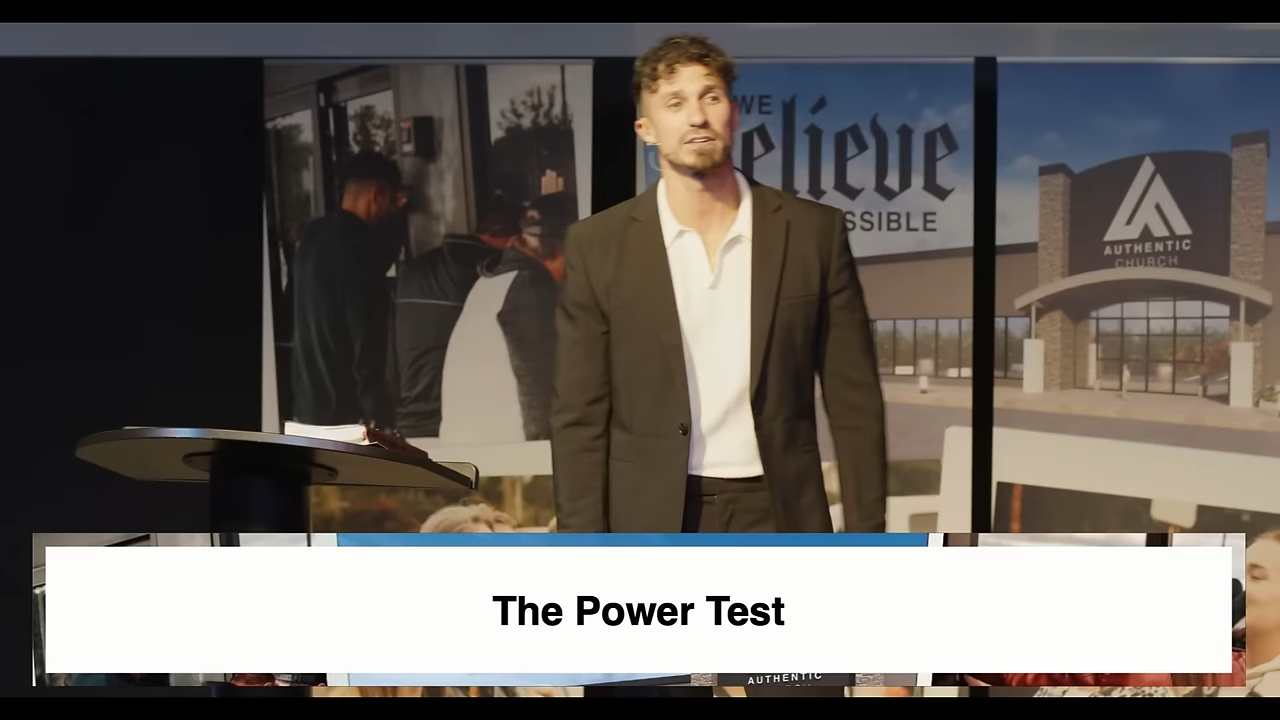 WE
elieve
SSIBLE
AUTHENTIC
CHURCH
The Power Test
AUTHENTIC